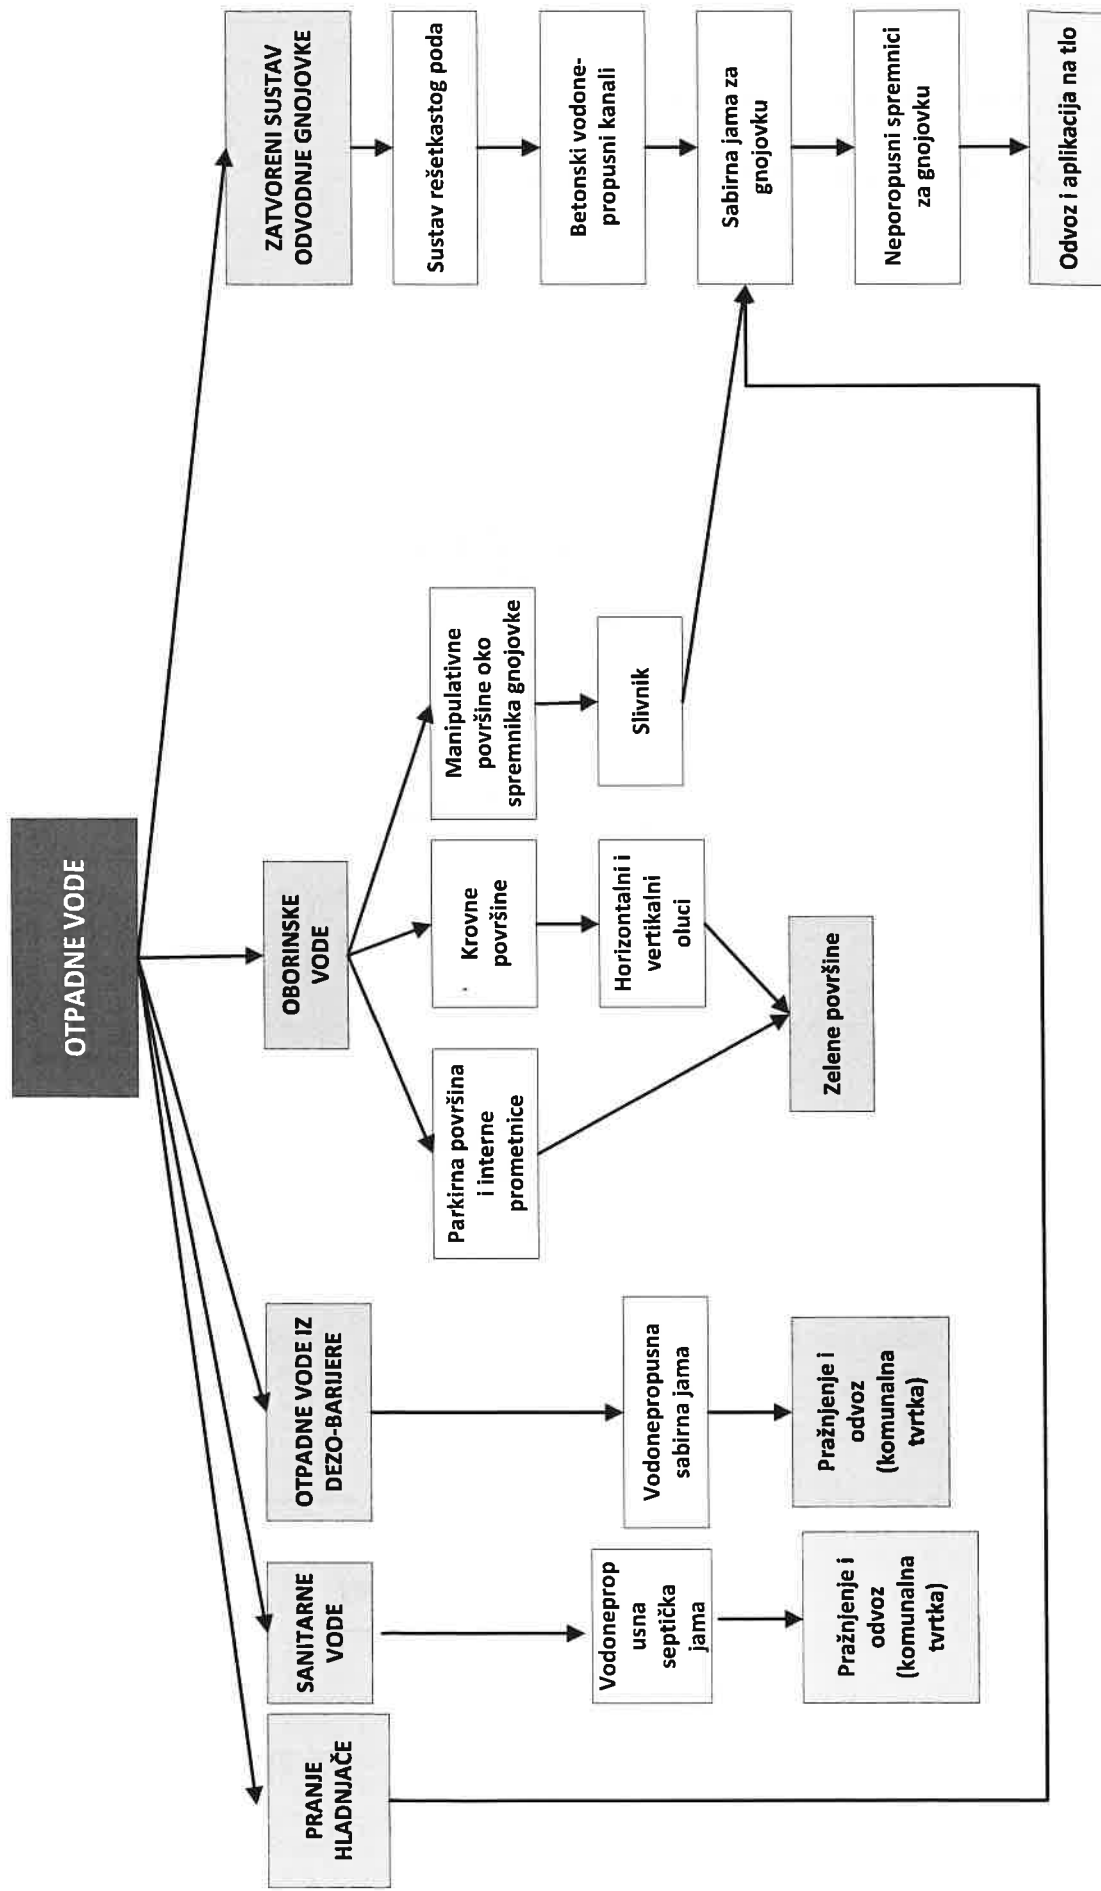 OTPADNE VODE
PRANJE
HLADNJAČE
SANITARNE
VODE
OTPADNE VODE IZ
DEZO-BARIJERE
OBORINSKE
VODE
ZATVORENI SUSTAV
ODVODNJE GNOJOVKE
Parkirna površina
i interne
prometnice
Krovne
površine
Manipulativne
površine oko
spremnika gnojovke
Sustav rešetkastog poda
Vodoneprop
usna
septička
jama
Vodonepropusna
sabirna jama
Horizontalni i
vertikalni
oluci
Slivnik
Betonski vodone-
propusni kanali
Sabirna jama za
gnojovku
Pražnjenje i
odvoz
(komunalna
tvrtka)
Pražnjenje i
odvoz
(komunalna
tvrtka)
Zelene površine
Neporopusni spremnici
za gnojovku
Odvoz i aplikacija na tlo